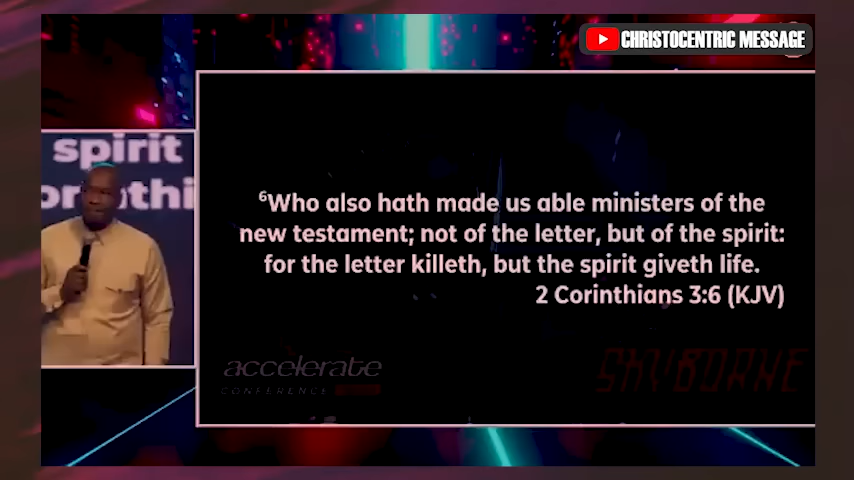 CHRISTOCENTRIC MESSAGE
spirit
⁶Who also hath made us able ministers of the
new testament; not of the letter, but of the spirit:
for the letter killeth, but the spirit giveth life.
2 Corinthians 3:6 (KJV)
accelerate
CONFERENCE
SKYBORNE